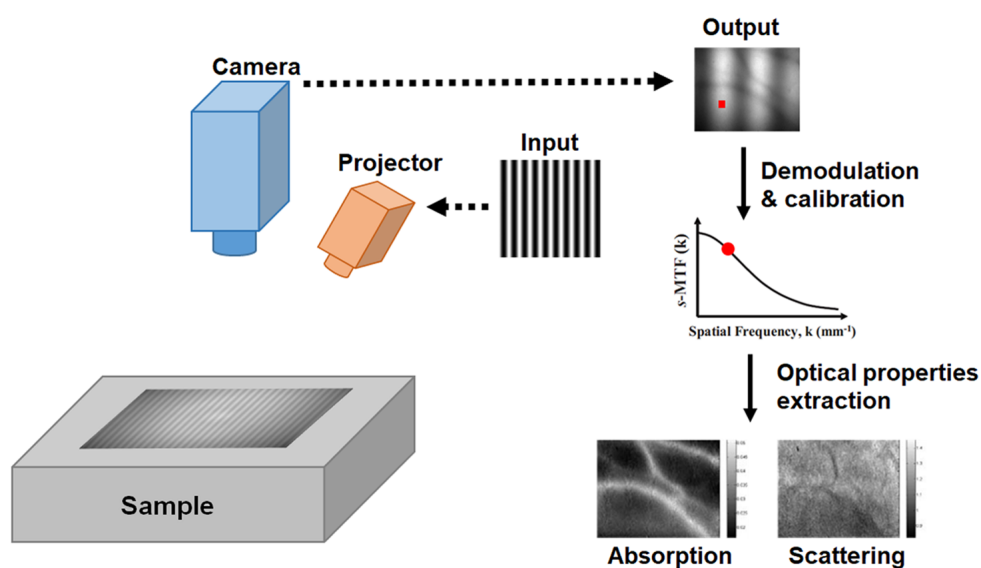 Output
Camera
Input
Projector
Demodulation
& calibration
s-MTF (k)
Spatial Frequency, k (mm⁻¹)
Optical properties
extraction
Sample
Absorption
Scattering